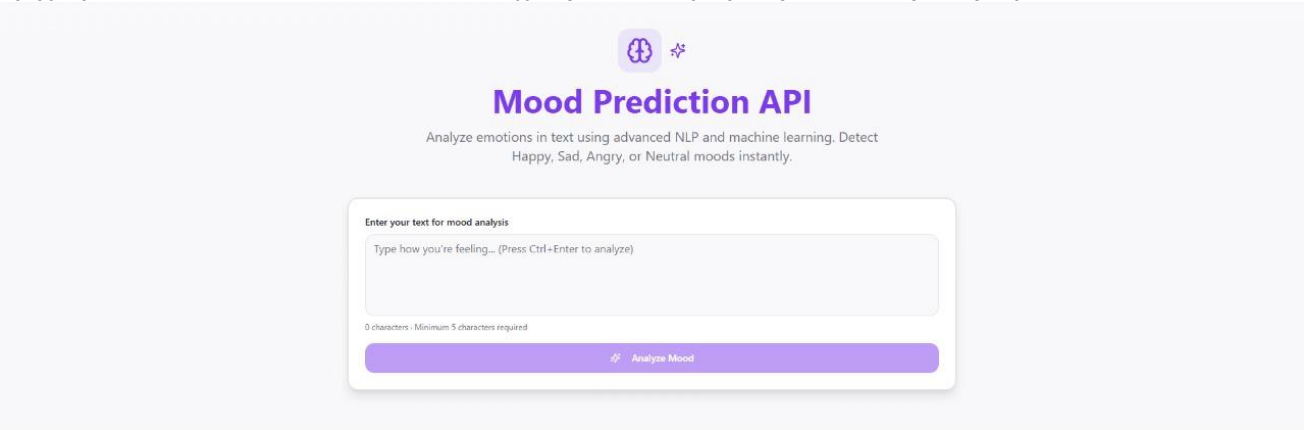 Mood Prediction API
Analyze emotions in text using advanced NLP and machine learning. Detect
Happy, Sad, Angry, or Neutral moods instantly.
Enter your text for mood analysis
Type how you're feeling... (Press Ctrl+Enter to analyze)
0 characters · Minimum 5 characters required
Analyze Mood